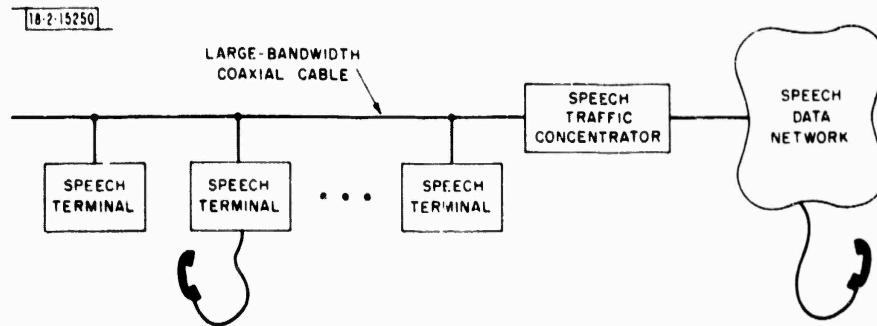 18-2-15250
LARGE-BANDWIDTH
COAXIAL CABLE
SPEECH
TRAFFIC
CONCENTRATOR
SPEECH
DATA
NETWORK
SPEECH
TERMINAL
SPEECH
TERMINAL
SPEECH
TERMINAL